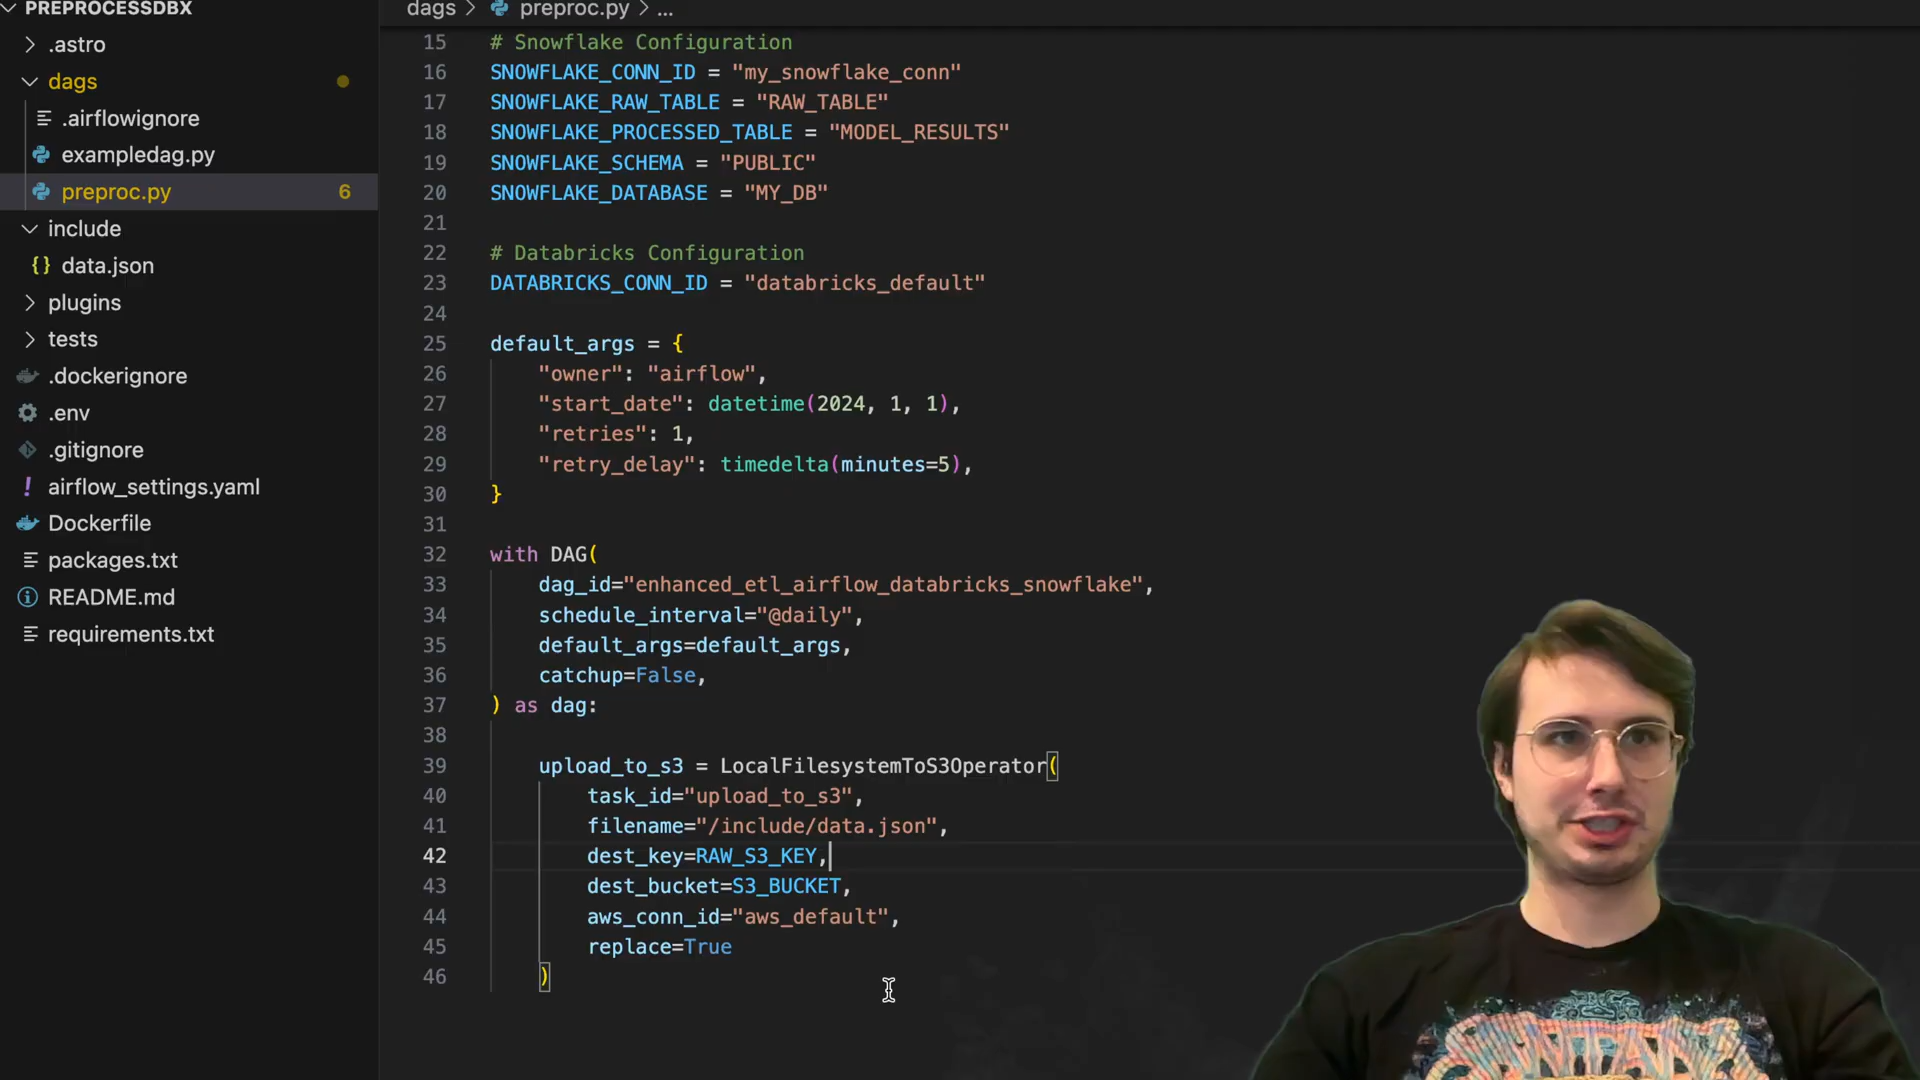 PREPROCESSDBX
.astro
dags
.airflowignore
exampledag.py
preproc.py 6
include
data.json
plugins
tests
.dockerignore
.env
.gitignore
airflow_settings.yaml
Dockerfile
packages.txt
README.md
requirements.txt
dags > preproc.py > ...
15 # Snowflake Configuration
16 SNOWFLAKE_CONN_ID = "my_snowflake_conn"
17 SNOWFLAKE_RAW_TABLE = "RAW_TABLE"
18 SNOWFLAKE_PROCESSED_TABLE = "MODEL_RESULTS"
19 SNOWFLAKE_SCHEMA = "PUBLIC"
20 SNOWFLAKE_DATABASE = "MY_DB"
21
22 # Databricks Configuration
23 DATABRICKS_CONN_ID = "databricks_default"
24
25 default_args = {
26 "owner": "airflow",
27 "start_date": datetime(2024, 1, 1),
28 "retries": 1,
29 "retry_delay": timedelta(minutes=5),
30 }
31
32 with DAG(
33 dag_id="enhanced_etl_airflow_databricks_snowflake",
34 schedule_interval="@daily",
35 default_args=default_args,
36 catchup=False,
37 ) as dag:
38
39 upload_to_s3 = LocalFilesystemToS3Operator(
40 task_id="upload_to_s3",
41 filename="/include/data.json",
42 dest_key=RAW_S3_KEY,
43 dest_bucket=S3_BUCKET,
44 aws_conn_id="aws_default",
45 replace=True
46 )
SANTANA